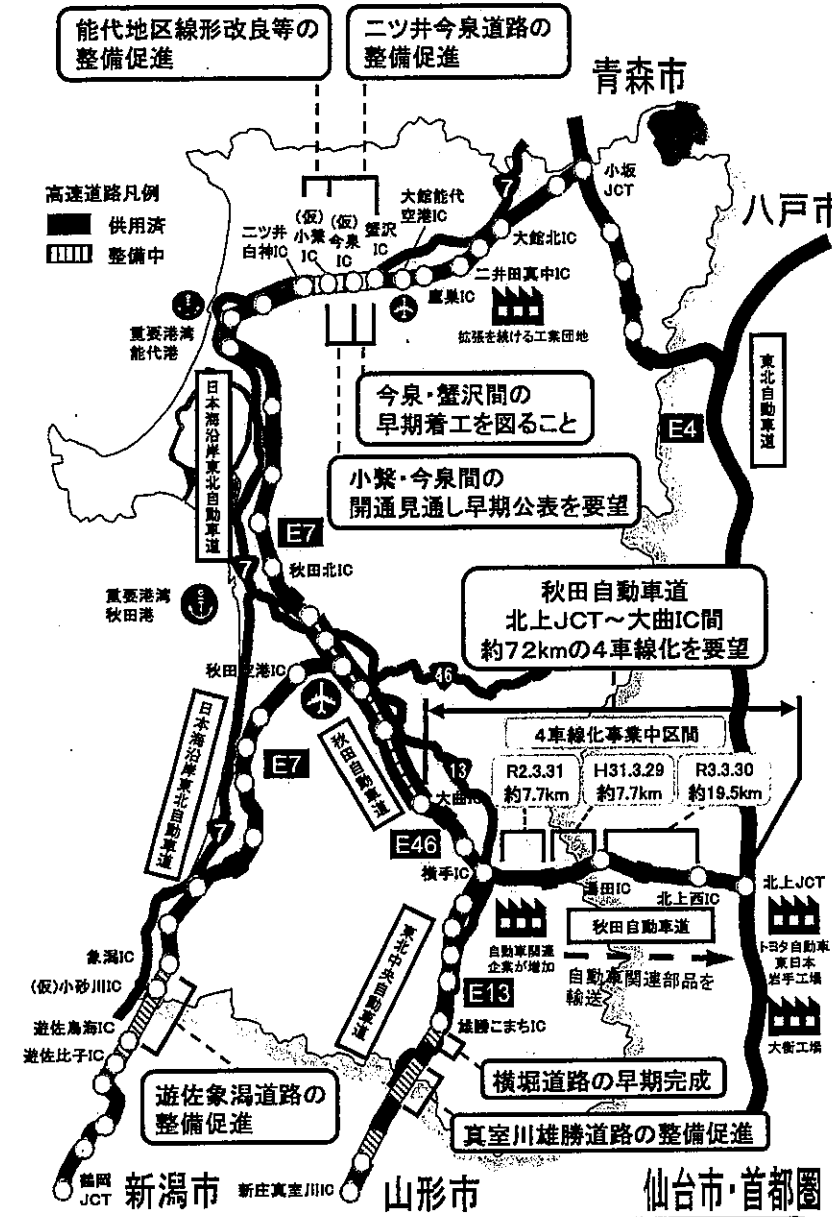 能代地区線形改良等の
整備促進
二ツ井今泉道路の
整備促進
青森市
高速道路凡例
供用済
整備中
二ツ井
白神IC
(仮)
小繋
IC
(仮)
今泉
IC
蟹沢
IC
大館能代
空港IC
7
小坂
JCT
八戸市
大館北IC
二井田真中IC
鷹巣IC
拡張を続ける工業団地
重要港湾
能代港
日本海沿岸東北自動車道
今泉・蟹沢間の
早期着工を図ること
東北自動車道
E4
小繋・今泉間の
開通見通し早期公表を要望
E7
7
秋田北IC
重要港湾
秋田港
秋田自動車道
北上JCT～大曲IC間
約72kmの4車線化を要望
秋田空港IC
46
日本海沿岸東北自動車道
E7
秋田自動車道
4車線化事業中区間
13
R2.3.31
約7.7km
H31.3.29
約7.7km
R3.3.30
約19.5km
大曲IC
7
E46
横手IC
湯田IC
北上西IC
北上JCT
自動車関連
企業が増加
秋田自動車道
自動車関連部品を
輸送
トヨタ自動車
東日本
岩手工場
大衡工場
東北中央自動車道
E13
象潟IC
(仮)小砂川IC
遊佐鳥海IC
遊佐比子IC
雄勝こまちIC
遊佐象潟道路の
整備促進
横堀道路の早期完成
真室川雄勝道路の整備促進
鶴岡
JCT
新潟市
新庄真室川IC
山形市
仙台市・首都圏